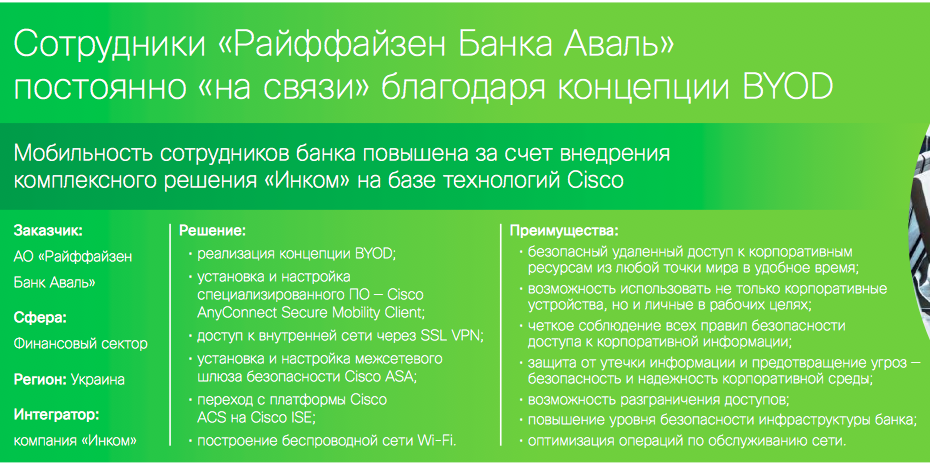 Сотрудники «Райффайзен Банка Аваль»
постоянно «на связи» благодаря концепции BYOD
Мобильность сотрудников банка повышена за счет внедрения
комплексного решения «Инком» на базе технологий Cisco
Заказчик:
АО «Райффайзен
Банк Аваль»
Сфера:
Финансовый сектор
Регион: Украина
Интегратор:
компания «Инком»
Решение:
· реализация концепции BYOD;
· установка и настройка
специализированного ПО – Cisco
AnyConnect Secure Mobility Client;
· доступ к внутренней сети через SSL VPN;
· установка и настройка межсетевого
шлюза безопасности Cisco ASA;
· переход с платформы Cisco
ACS на Cisco ISE;
· построение беспроводной сети Wi-Fi.
Преимущества:
· безопасный удаленный доступ к корпоративным
ресурсам из любой точки мира в удобное время;
· возможность использовать не только корпоративные
устройства, но и личные в рабочих целях;
· четкое соблюдение всех правил безопасности
доступа к корпоративной информации;
· защита от утечки информации и предотвращение угроз –
безопасность и надежность корпоративной среды;
· возможность разграничения доступов;
· повышение уровня безопасности инфраструктуры банка;
· оптимизация операций по обслуживанию сети.